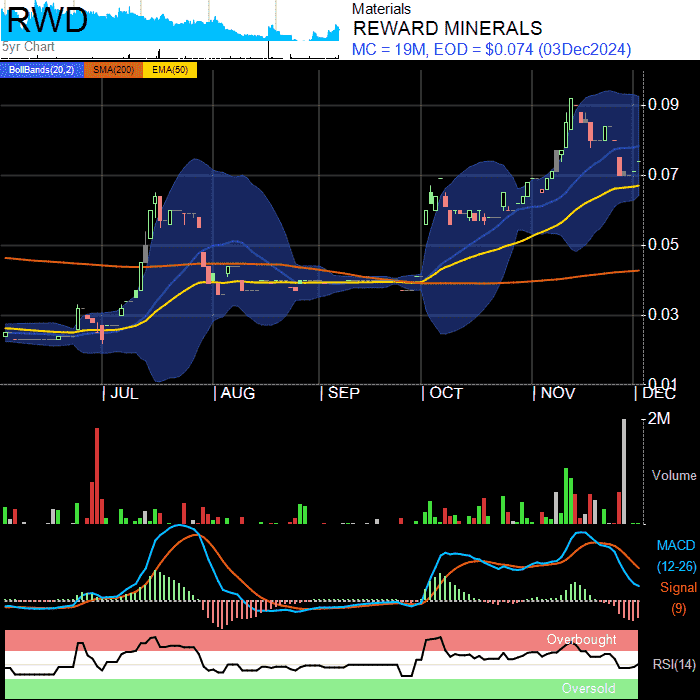 RWD
5yr Chart
Materials
REWARD MINERALS
MC = 19M, EOD = $0.074 (03Dec2024)
BollBands(20,2) SMA(200) EMA(50)
0.09
0.07
0.05
0.03
0.01
JUL AUG SEP OCT NOV DEC
2M
Volume
MACD
(12-26)
Signal
(9)
Overbought
RSI(14)
Oversold